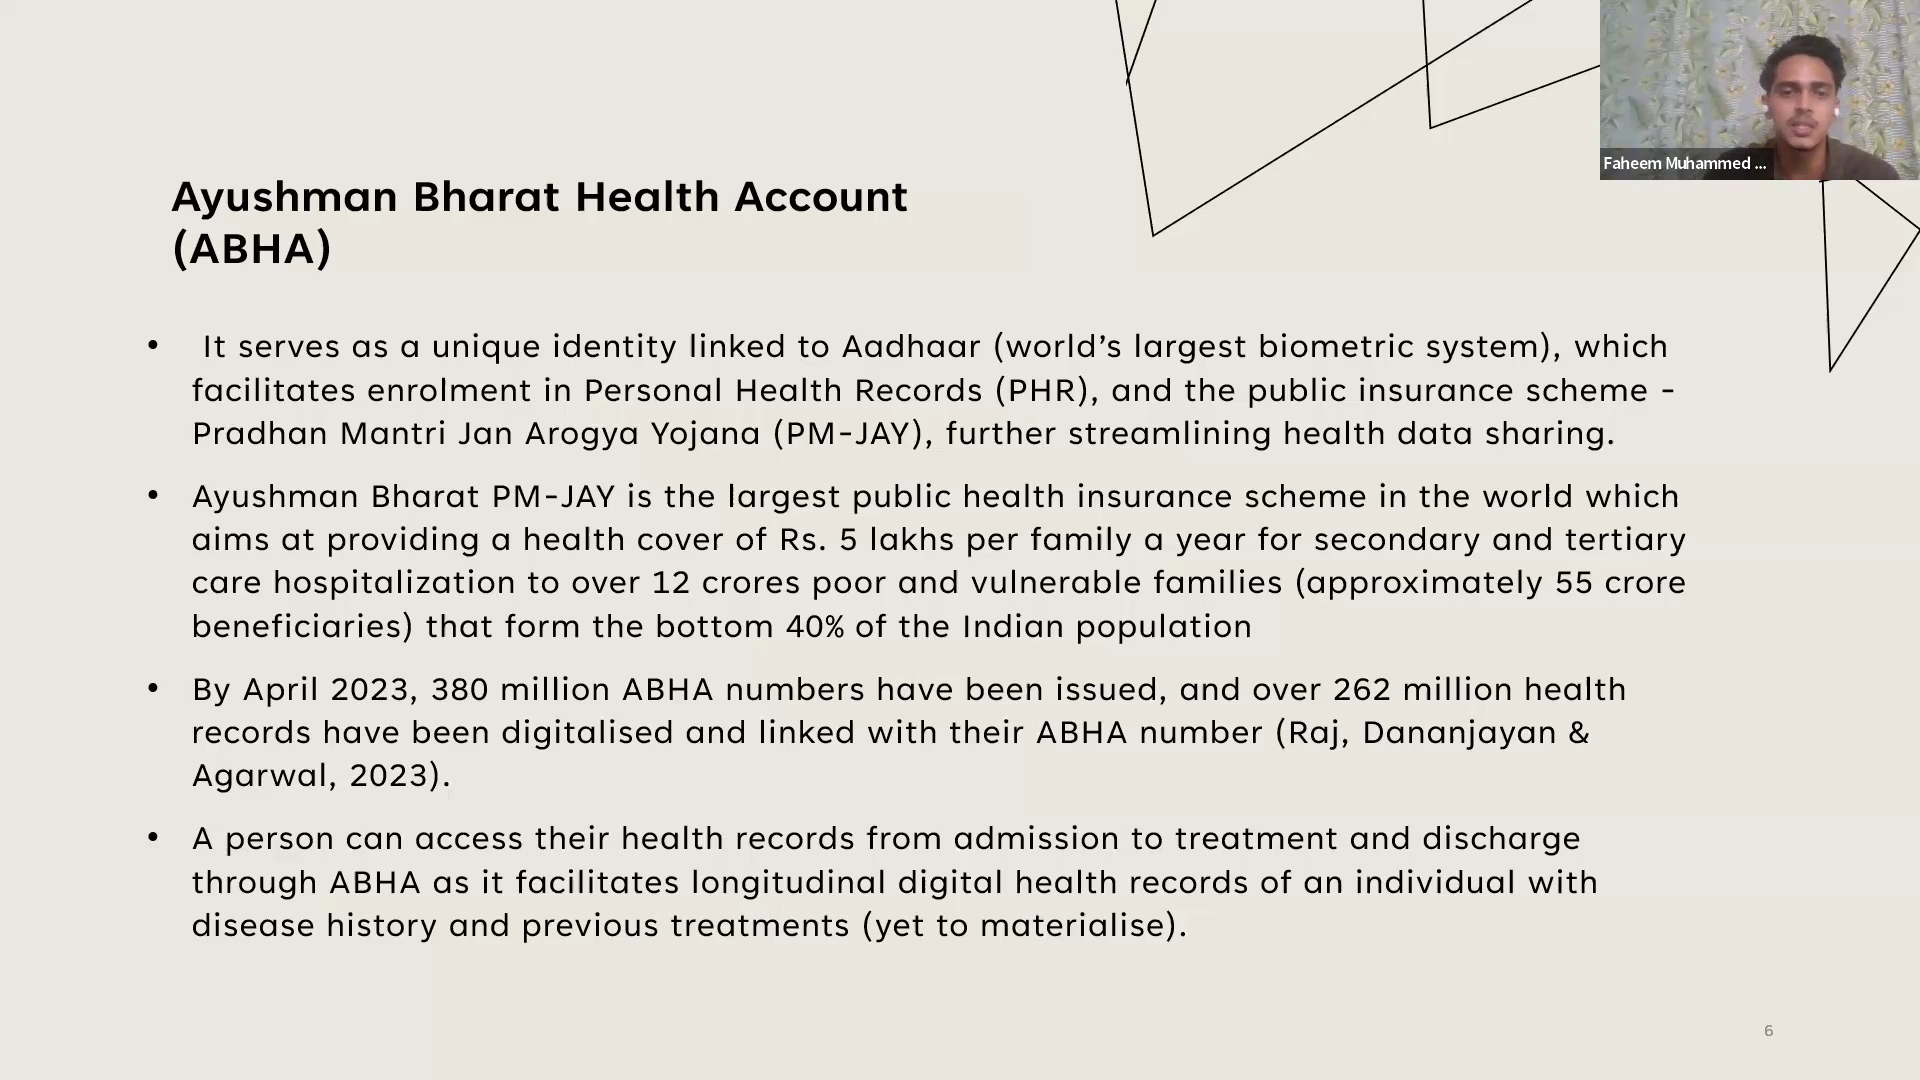 Faheem Muhammed ...
Ayushman Bharat Health Account
(ABHA)
• It serves as a unique identity linked to Aadhaar (world’s largest biometric system), which
facilitates enrolment in Personal Health Records (PHR), and the public insurance scheme -
Pradhan Mantri Jan Arogya Yojana (PM-JAY), further streamlining health data sharing.
• Ayushman Bharat PM-JAY is the largest public health insurance scheme in the world which
aims at providing a health cover of Rs. 5 lakhs per family a year for secondary and tertiary
care hospitalization to over 12 crores poor and vulnerable families (approximately 55 crore
beneficiaries) that form the bottom 40% of the Indian population
• By April 2023, 380 million ABHA numbers have been issued, and over 262 million health
records have been digitalised and linked with their ABHA number (Raj, Dananjayan &
Agarwal, 2023).
• A person can access their health records from admission to treatment and discharge
through ABHA as it facilitates longitudinal digital health records of an individual with
disease history and previous treatments (yet to materialise).
6